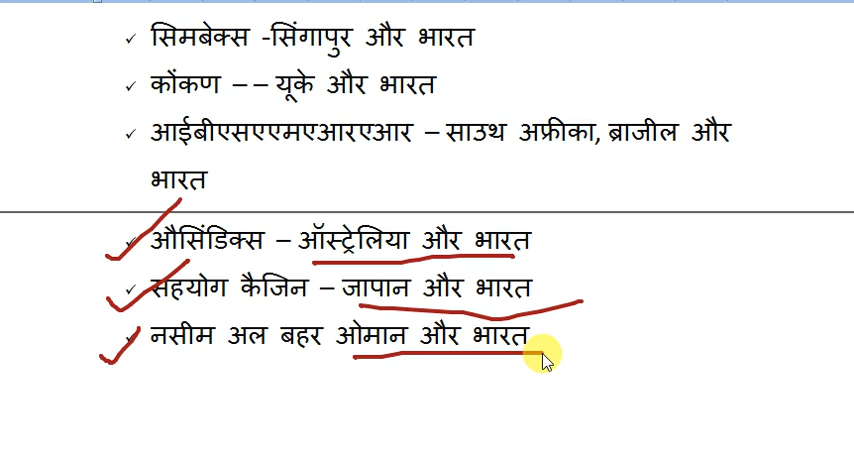 सिमबेक्स -सिंगापुर और भारत
कोंकण – – यूके और भारत
आईबीएसएएमएआरएआर – साउथ अफ्रीका, ब्राजील और
भारत
औसिंडिक्स – ऑस्ट्रेलिया और भारत
सहयोग कैजिन – जापान और भारत
नसीम अल बहर ओमान और भारत